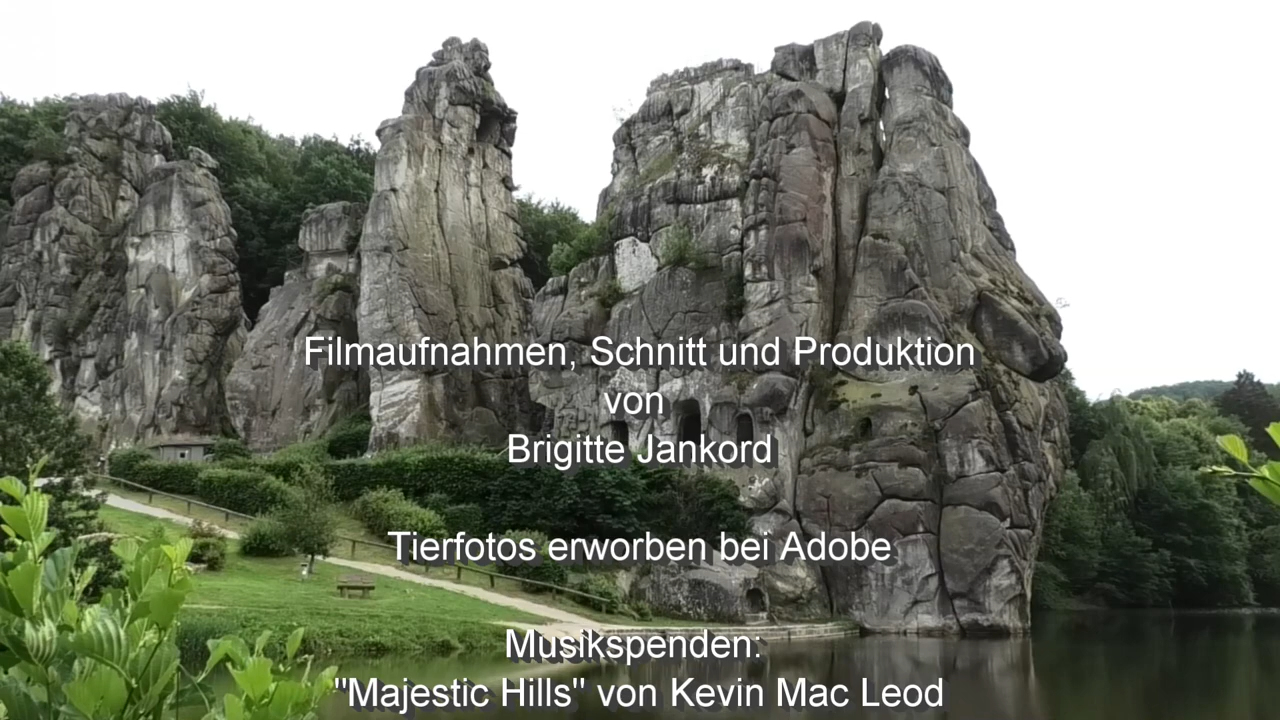 Filmaufnahmen, Schnitt und Produktion
von
Brigitte Jankord
Tierfotos erworben bei Adobe
Musikspenden:
"Majestic Hills" von Kevin Mac Leod